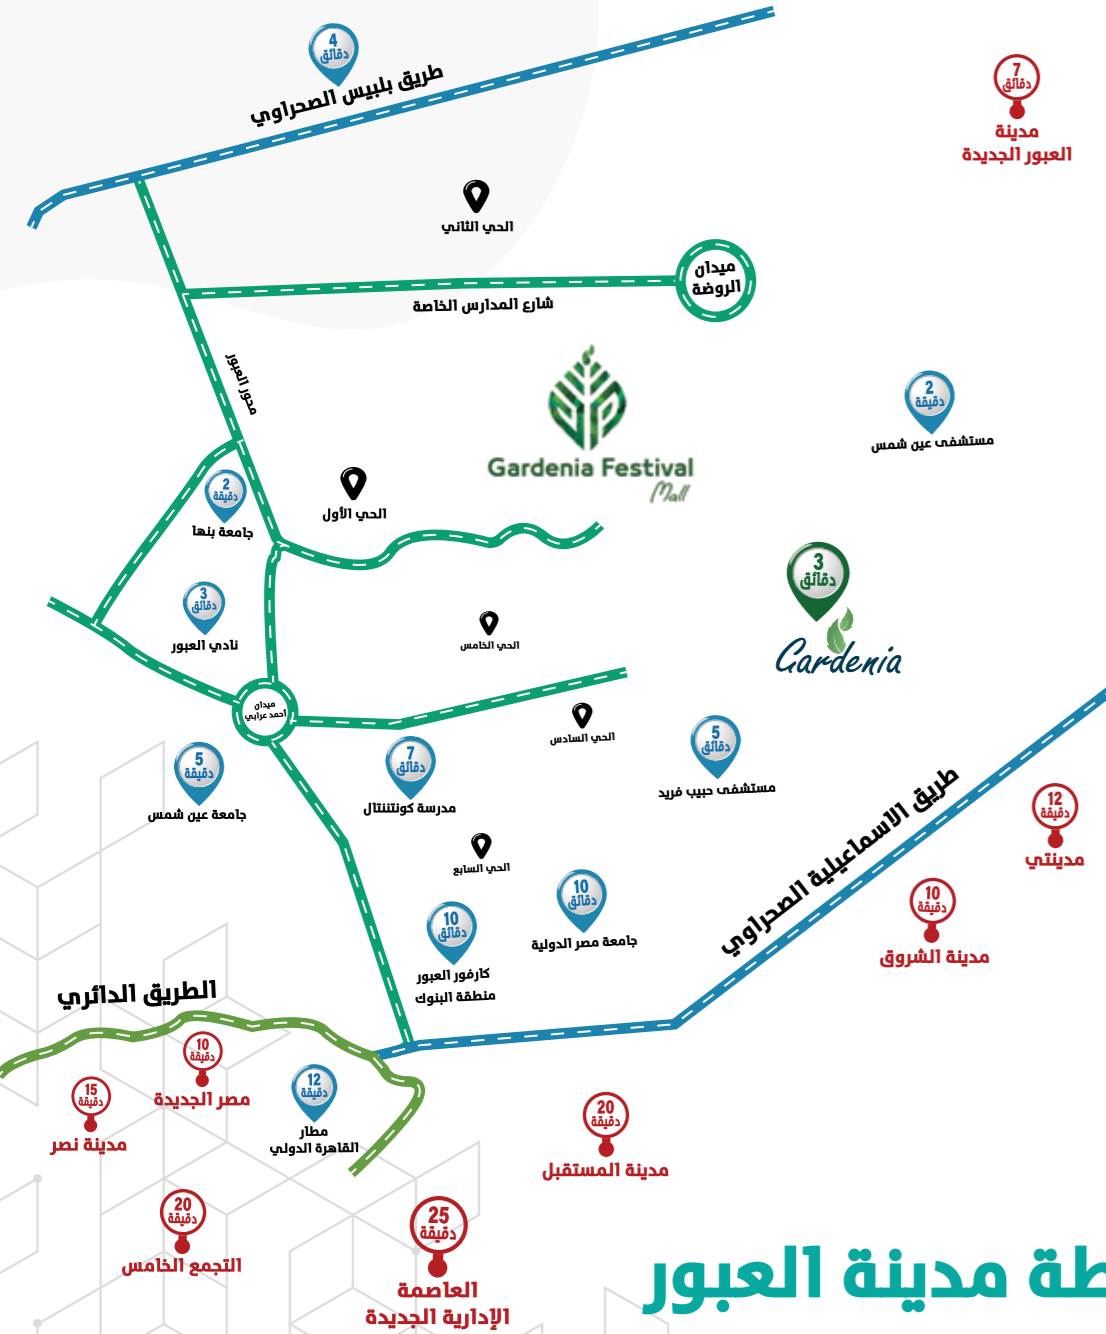 4
دقائق
طريق بلبيس الصحراوي
7
دقائق
مدينة
العبور الجديدة
الحي الثاني
ميدان
الروضة
شارع المدارس الخاصة
محور العبور
Gardenia Festival
Mall
2
دقيقة
مستشفى عين شمس
2
دقيقة
جامعة بنها
الحي الأول
3
دقائق
Gardenia
3
دقائق
نادي العبور
الحي الخامس
ميدان
أحمد عرابي
الحي السادس
5
دقائق
مستشفى حبيب فريد
7
دقائق
مدرسة كونتننتال
5
دقيقة
جامعة عين شمس
طريق الاسماعيلية الصحراوي
12
دقيقة
مدينتي
الحي السابع
10
دقائق
جامعة مصر الدولية
10
دقيقة
مدينة الشروق
10
دقائق
كارفور العبور
منطقة البنوك
الطريق الدائري
10
دقيقة
مصر الجديدة
15
دقيقة
مدينة نصر
12
دقيقة
مطار
القاهرة الدولي
20
دقيقة
مدينة المستقبل
20
دقيقة
التجمع الخامس
25
دقيقة
العاصمة
الإدارية الجديدة
طة مدينة العبور